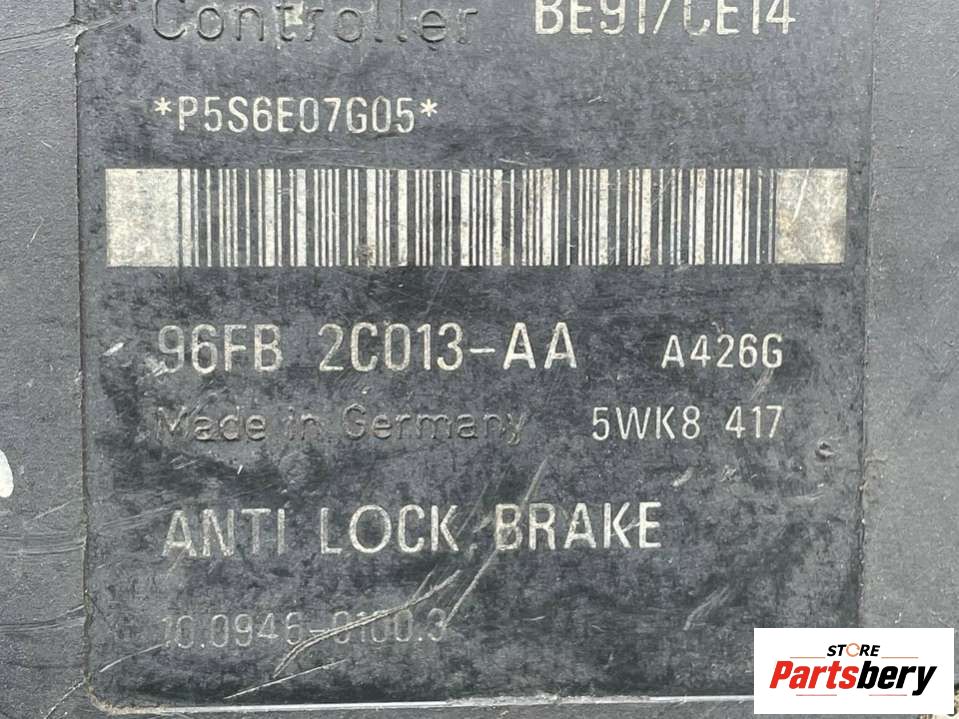 Controller BE91/CE14
*P5S6E07G05*
96FB 2C013-AA A426G
Made in Germany 5WK8 417
ANTI LOCK BRAKE
10.0946-0100.3
STORE
Partsbery